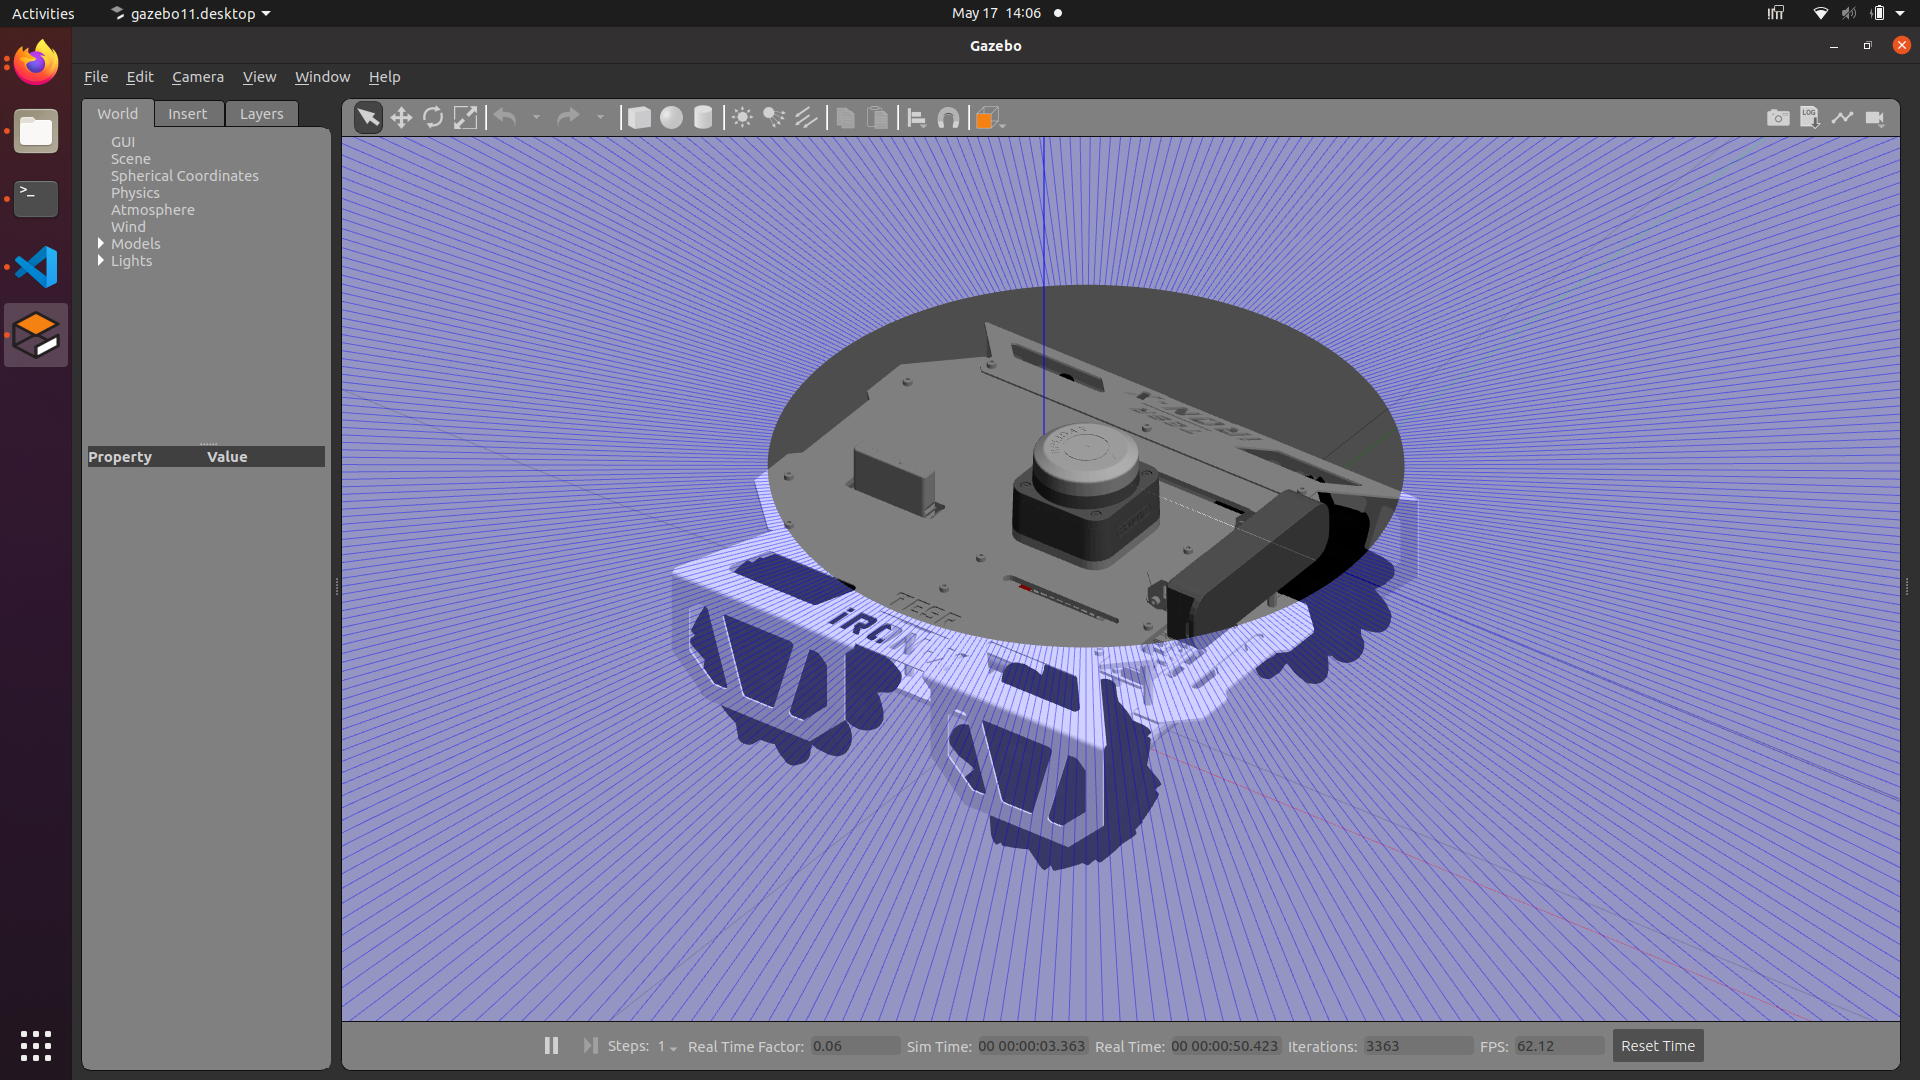 Activities
gazebo11.desktop
May 17 14:06
Gazebo
File Edit Camera View Window Help
World Insert Layers
LOG
GUI
Scene
Spherical Coordinates
Physics
Atmosphere
Wind
Models
Lights
Property Value
Steps: 1 Real Time Factor: 0.06 Sim Time: 00 00:00:03.363 Real Time: 00 00:00:50.423 Iterations: 3363 FPS: 62.12 Reset Time